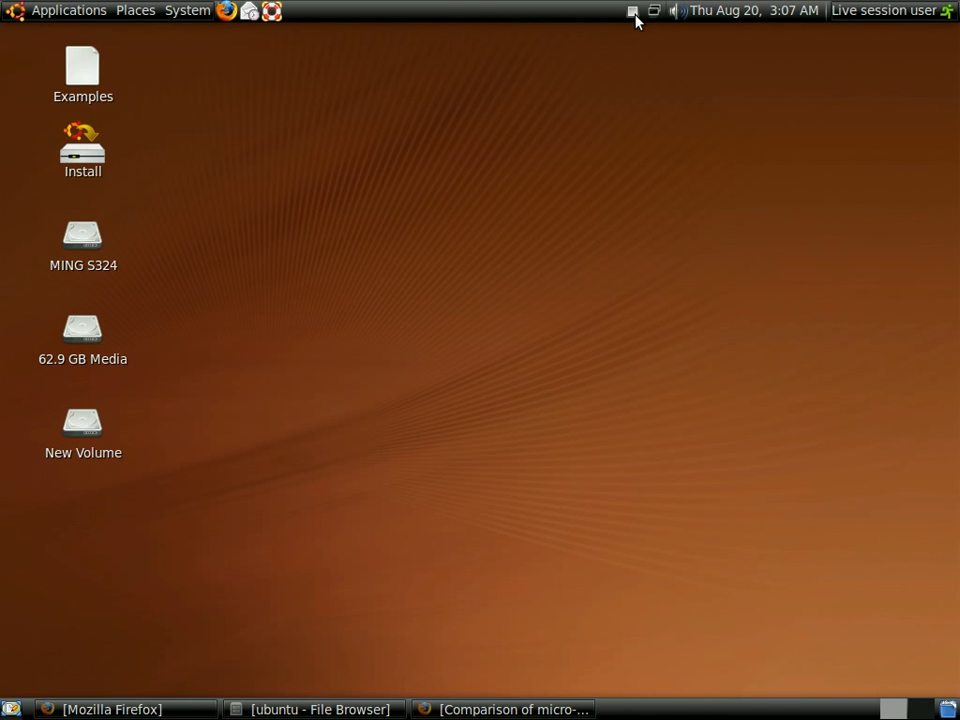 Applications Places System Thu Aug 20, 3:07 AM Live session user
Examples
Install
MING S324
62.9 GB Media
New Volume
[Mozilla Firefox] [ubuntu - File Browser] [Comparison of micro-...